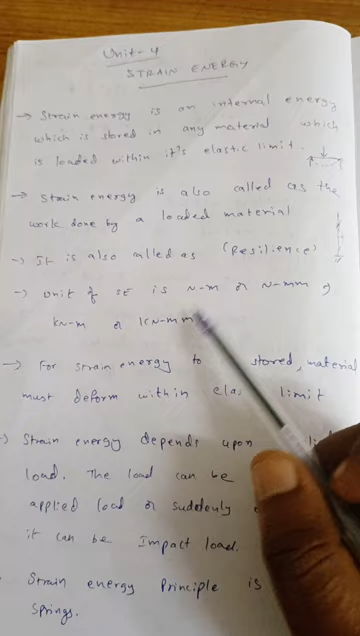 Unit-4
STRAIN ENERGY
→ Strain energy is an internal energy
which is stored in any material which
is loaded within it's elastic limit.
→ Strain energy is also called as the
work done by a loaded material
→ It is also called as (Resilience)
→ Unit of SE is N-m or N-mm or
KN-m or KN-mm
→ For strain energy to stored, material
must deform within elas limit
→ Strain energy depends upon
load. The load can be
applied load or suddenly
it can be Impact load.
Strain energy Principle is
Springs.